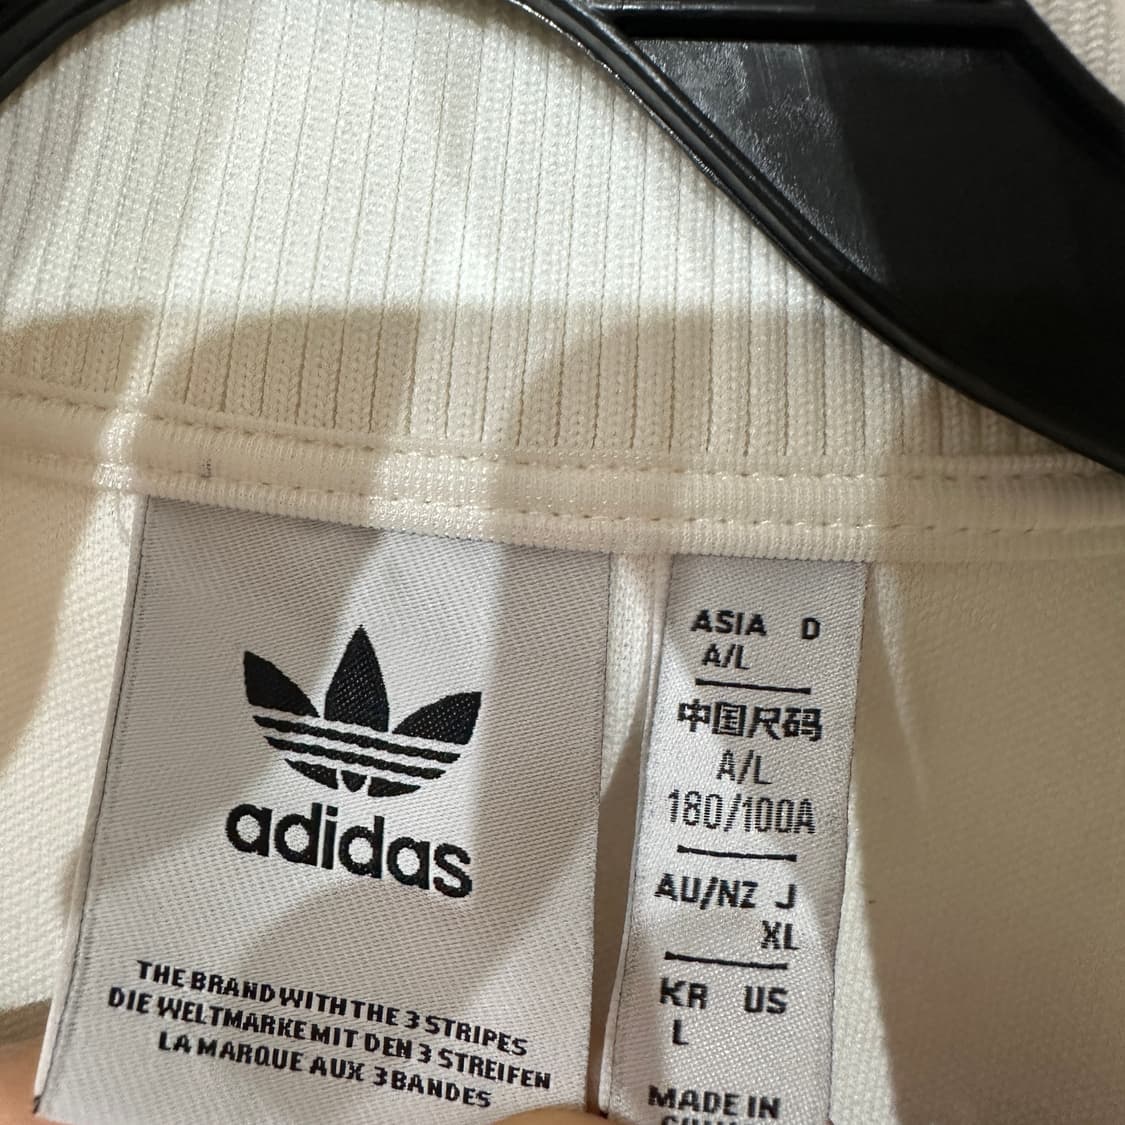 adidas
THE BRAND WITH THE 3 STRIPES
DIE WELTMARKE MIT DEN 3 STREIFEN
LA MARQUE AUX 3 BANDES
ASIA D
A/L
中国尺码
A/L
180/100A
AU/NZ J
XL
KR US
L
MADE IN